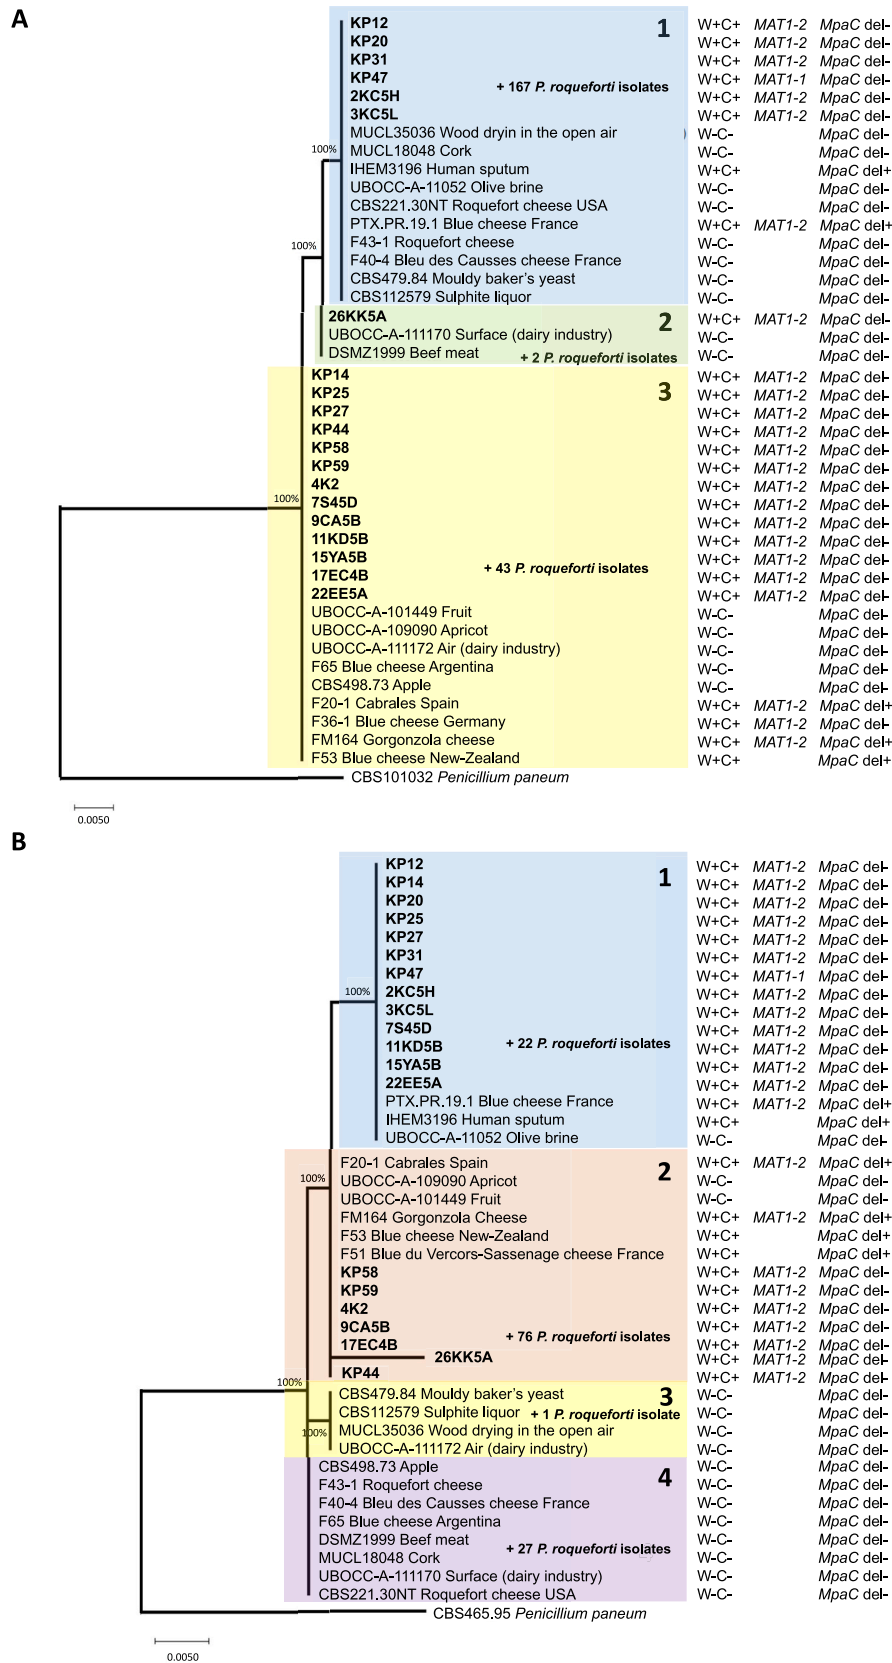 A
1
KP12 W+C+ MAT1-2 MpaC del-
KP20 W+C+ MAT1-2 MpaC del-
KP31 W+C+ MAT1-2 MpaC del-
KP47 W+C+ MAT1-1 MpaC del-
+ 167 P. roqueforti isolates
2KC5H W+C+ MAT1-2 MpaC del-
3KC5L W+C+ MAT1-2 MpaC del-
MUCL35036 Wood dryin in the open air ) W-C- MpaC del-
100%
MUCL18048 Cork W-C- MpaC del-
IHEM3196 Human sputum W+C+ MpaC del+
UBOCC-A-11052 Olive brine W-C- MpaC del-
CBS221.30NT Roquefort cheese USA W-C- MpaC del-
PTX.PR.19.1 Blue cheese France W+C+ MAT1-2 MpaC del+
F43-1 Roquefort cheese W-C- MpaC del-
100%
F40-4 Bleu des Causses cheese France W-C- MpaC del-
CBS479.84 Mouldy baker's yeast W-C- MpaC del-
CBS112579 Sulphite liquor W-C- MpaC del-
2
26KK5A W+C+ MAT1-2 MpaC del-
UBOCC-A-111170 Surface (dairy industry) W-C- MpaC del-
DSMZ1999 Beef meat + 2 P. roqueforti isolates W-C- MpaC del-
3
KP14 W+C+ MAT1-2 MpaC del-
KP25 W+C+ MAT1-2 MpaC del-
KP27 W+C+ MAT1-2 MpaC del-
KP44 W+C+ MAT1-2 MpaC del-
KP58 W+C+ MAT1-2 MpaC del-
KP59 W+C+ MAT1-2 MpaC del-
4K2 W+C+ MAT1-2 MpaC del-
100%
7S45D W+C+ MAT1-2 MpaC del-
9CA5B W+C+ MAT1-2 MpaC del-
11KD5B W+C+ MAT1-2 MpaC del-
15YA5B W+C+ MAT1-2 MpaC del-
+ 43 P. roqueforti isolates
17EC4B W+C+ MAT1-2 MpaC del-
22EE5A W+C+ MAT1-2 MpaC del-
UBOCC-A-101449 Fruit W-C- MpaC del-
UBOCC-A-109090 Apricot W-C- MpaC del-
UBOCC-A-111172 Air (dairy industry) W-C- MpaC del-
F65 Blue cheese Argentina W-C- MpaC del-
CBS498.73 Apple W-C- MpaC del-
F20-1 Cabrales Spain W+C+ MAT1-2 MpaC del+
F36-1 Blue cheese Germany W+C+ MAT1-2 MpaC del-
FM164 Gorgonzola cheese W+C+ MAT1-2 MpaC del+
F53 Blue cheese New-Zealand W+C+ MpaC del+
CBS101032 Penicillium paneum
0.0050
B
1
KP12 W+C+ MAT1-2 MpaC del-
KP14 W+C+ MAT1-2 MpaC del-
KP20 W+C+ MAT1-2 MpaC del-
KP25 W+C+ MAT1-2 MpaC del-
KP27 W+C+ MAT1-2 MpaC del-
KP31 W+C+ MAT1-2 MpaC del-
KP47 W+C+ MAT1-1 MpaC del-
100%
2KC5H W+C+ MAT1-2 MpaC del-
3KC5L W+C+ MAT1-2 MpaC del-
7S45D W+C+ MAT1-2 MpaC del-
11KD5B + 22 P. roqueforti isolates W+C+ MAT1-2 MpaC del-
15YA5B W+C+ MAT1-2 MpaC del-
22EE5A W+C+ MAT1-2 MpaC del-
PTX.PR.19.1 Blue cheese France W+C+ MAT1-2 MpaC del+
IHEM3196 Human sputum W+C+ MpaC del+
UBOCC-A-11052 Olive brine W-C- MpaC del-
2
F20-1 Cabrales Spain W+C+ MAT1-2 MpaC del+
100%
UBOCC-A-109090 Apricot W-C- MpaC del-
UBOCC-A-101449 Fruit W-C- MpaC del-
FM164 Gorgonzola Cheese W+C+ MAT1-2 MpaC del+
F53 Blue cheese New-Zealand W+C+ MpaC del+
F51 Blue du Vercors-Sassenage cheese France W+C+ MpaC del+
KP58 W+C+ MAT1-2 MpaC del-
KP59 W+C+ MAT1-2 MpaC del-
4K2 W+C+ MAT1-2 MpaC del-
9CA5B W+C+ MAT1-2 MpaC del-
+ 76 P. roqueforti isolates
17EC4B W+C+ MAT1-2 MpaC del-
26KK5A W+C+ MAT1-2 MpaC del-
KP44 W+C+ MAT1-2 MpaC del-
100%
3
CBS479.84 Mouldy baker's yeast W-C- MpaC del-
CBS112579 Sulphite liquor + 1 P. roqueforti isolate W-C- MpaC del-
100%
MUCL35036 Wood drying in the open air W-C- MpaC del-
UBOCC-A-111172 Air (dairy industry) W-C- MpaC del-
4
CBS498.73 Apple W-C- MpaC del-
F43-1 Roquefort cheese W-C- MpaC del-
F40-4 Bleu des Causses cheese France W-C- MpaC del-
F65 Blue cheese Argentina W-C- MpaC del-
DSMZ1999 Beef meat + 27 P. roqueforti isolates W-C- MpaC del-
MUCL18048 Cork W-C- MpaC del-
UBOCC-A-111170 Surface (dairy industry) W-C- MpaC del-
CBS221.30NT Roquefort cheese USA W-C- MpaC del-
CBS465.95 Penicillium paneum
0.0050